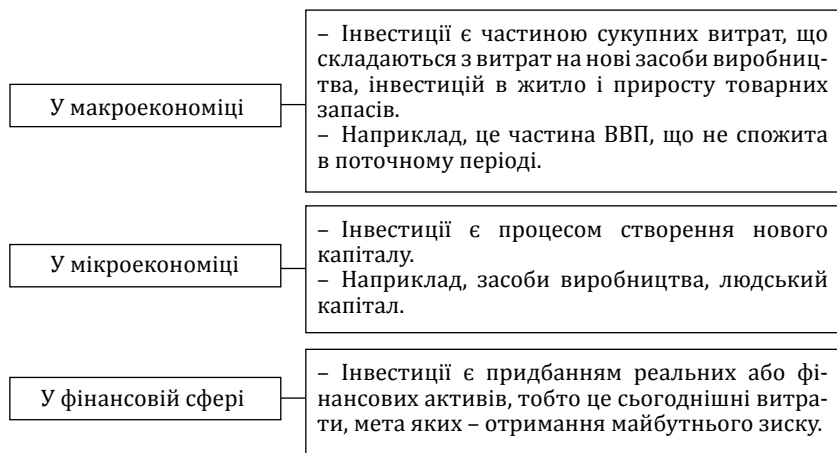 У макроекономіці
– Інвестиції є частиною сукупних витрат, що
складаються з витрат на нові засоби виробниц-
тва, інвестицій в житло і приросту товарних
запасів.
– Наприклад, це частина ВВП, що не спожита
в поточному періоді.
У мікроекономіці
– Інвестиції є процесом створення нового
капіталу.
– Наприклад, засоби виробництва, людський
капітал.
У фінансовій сфері
– Інвестиції є придбанням реальних або фі-
нансових активів, тобто це сьогоднішні витра-
ти, мета яких – отримання майбутнього зиску.